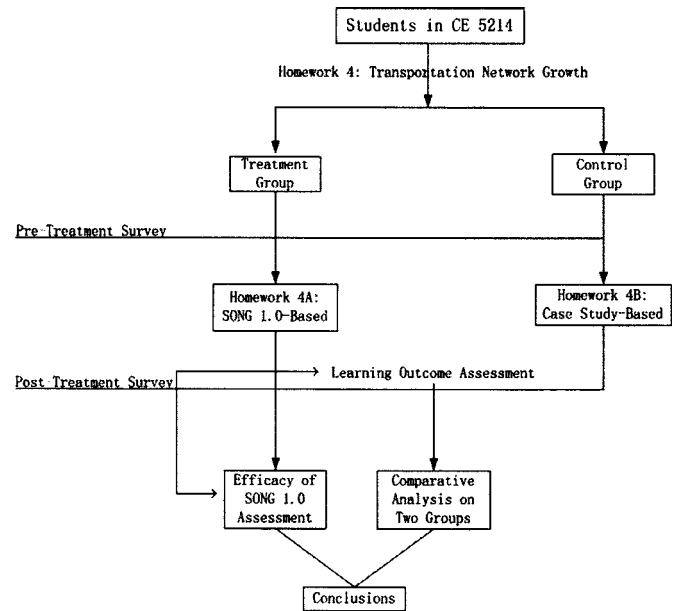 Students in CE 5214
Homework 4: Transportation Network Growth
Treatment
Group
Control
Group
Pre-Treatment Survey
Homework 4A:
SONG 1.0-Based
Homework 4B:
Case Study-Based
Learning Outcome Assessment
Post-Treatment Survey
Efficacy of
SONG 1.0
Assessment
Comparative
Analysis on
Two Groups
Conclusions